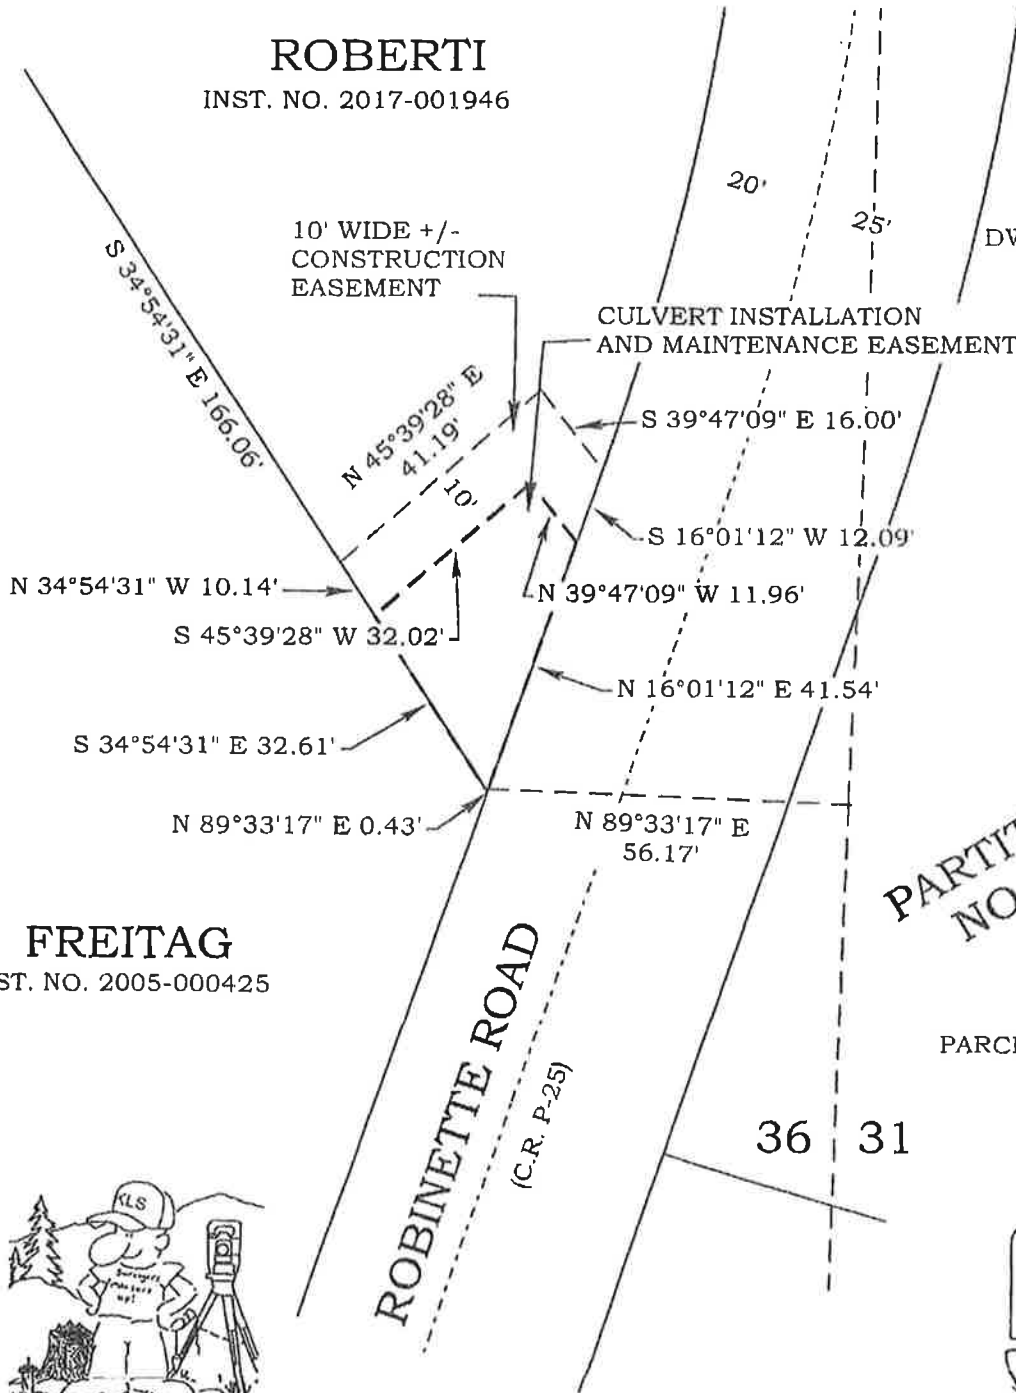 ROBERTI
INST. NO. 2017-001946
20'
25'
10' WIDE +/-
CONSTRUCTION
EASEMENT
DW
S 34°54'31" E 166.06'
CULVERT INSTALLATION
AND MAINTENANCE EASEMENT
N 45°39'28" E
41.19'
S 39°47'09" E 16.00'
10'
S 16°01'12" W 12.09'
N 34°54'31" W 10.14'
N 39°47'09" W 11.96'
S 45°39'28" W 32.02'
N 16°01'12" E 41.54'
S 34°54'31" E 32.61'
N 89°33'17" E 0.43'
N 89°33'17" E
56.17'
PARTIT
NO
FREITAG
ST. NO. 2005-000425
ROBINETTE ROAD
(C.R. P-25)
PARCE
36 31
KLS
Surveyors
measure
up!